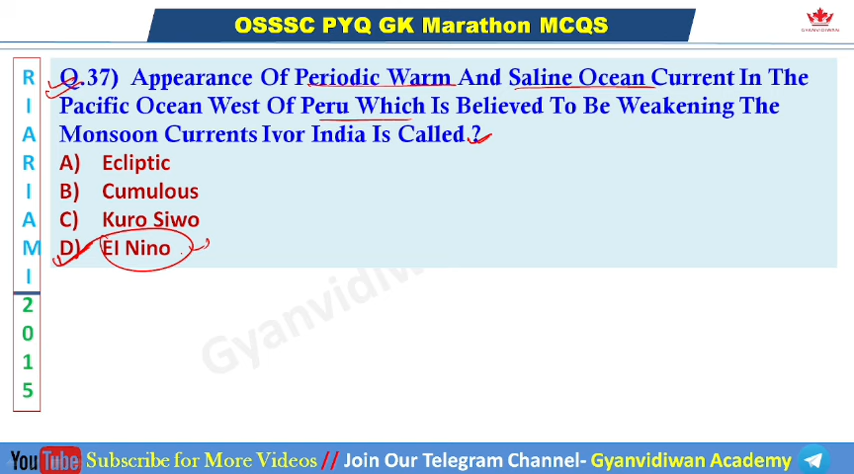 OSSSC PYQ GK Marathon MCQS
GYANVIDIWAN
Q.37) Appearance Of Periodic Warm And Saline Ocean Current In The
Pacific Ocean West Of Peru Which Is Believed To Be Weakening The
Monsoon Currents Ivor India Is Called ?
A) Ecliptic
B) Cumulous
C) Kuro Siwo
D) El Nino
R
I
A
R
I
A
M
I
2
0
1
5
Gyanvidiwan
YouTube Subscribe for More Videos // Join Our Telegram Channel- Gyanvidiwan Academy